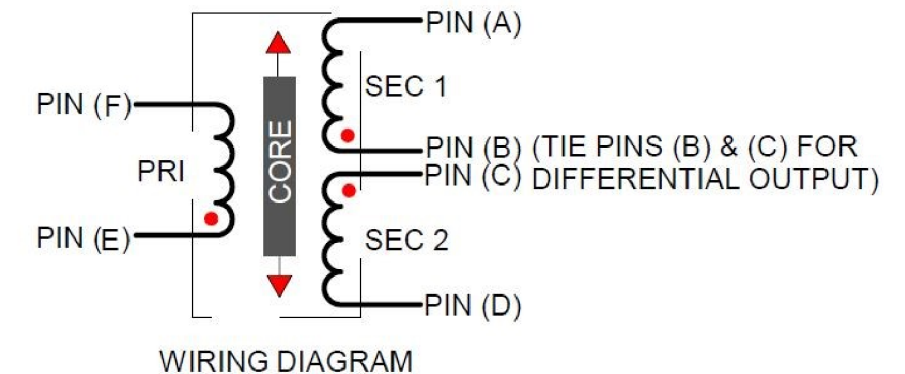 PIN (A)
SEC 1
PIN (F)
CORE
PRI
PIN (B) (TIE PINS (B) & (C) FOR
PIN (C) DIFFERENTIAL OUTPUT)
PIN (E)
SEC 2
PIN (D)
WIRING DIAGRAM